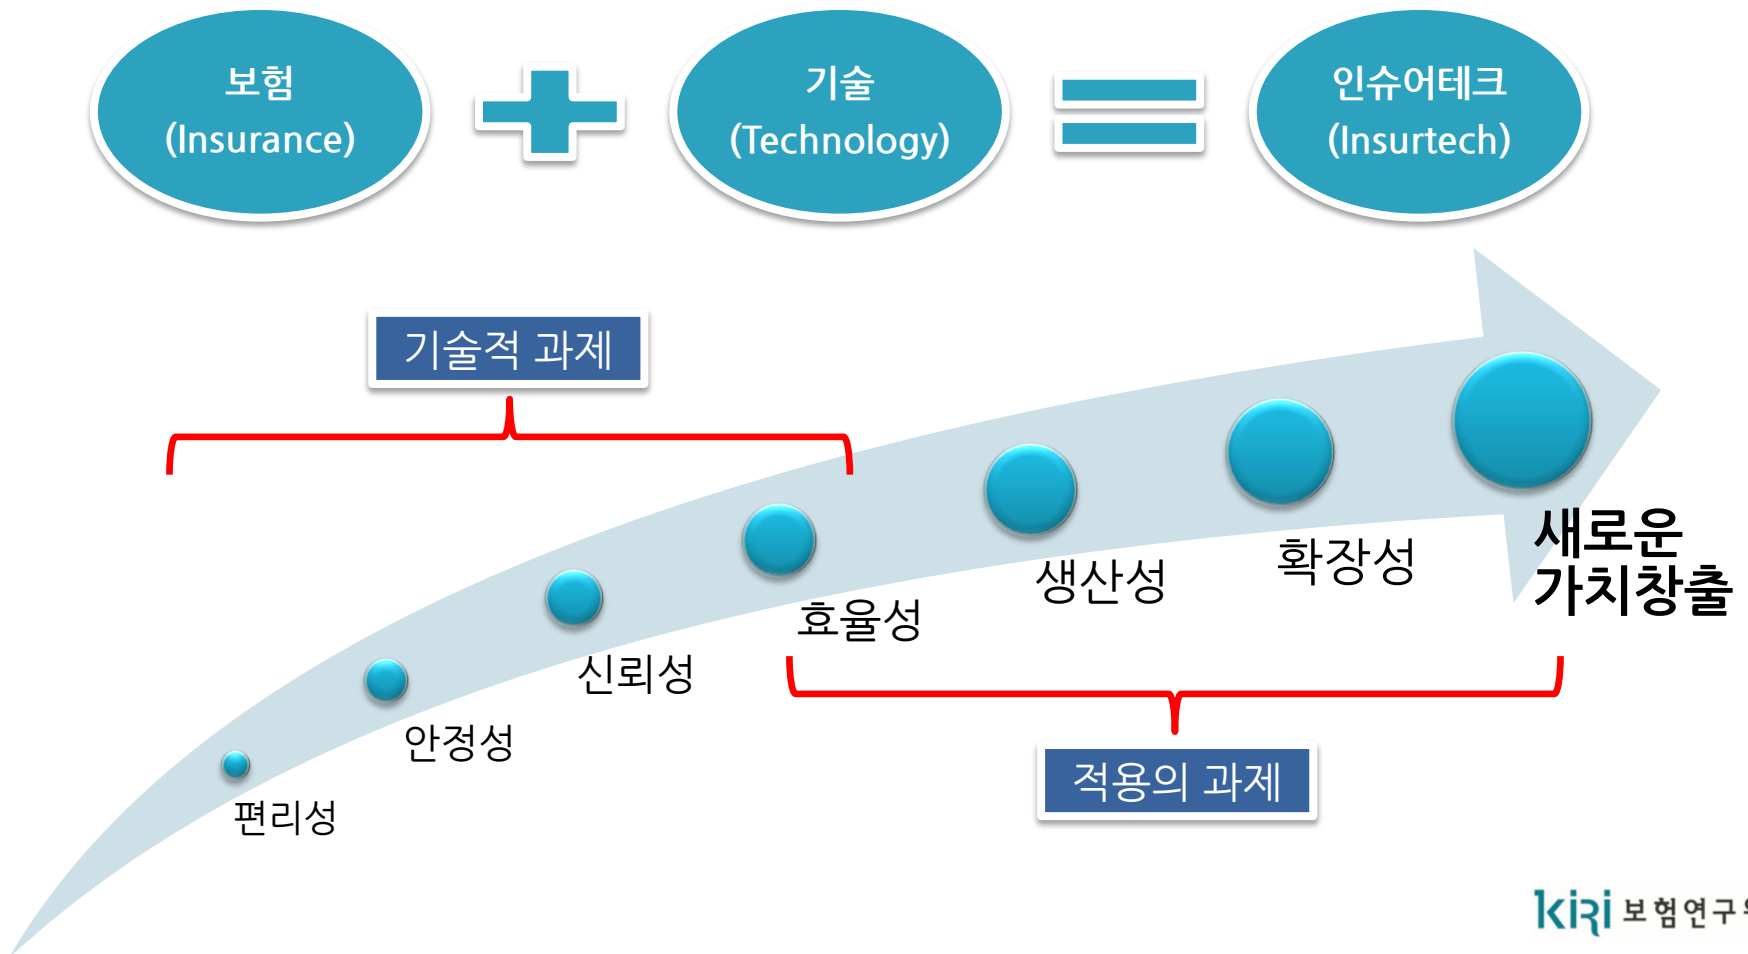 보험
(Insurance)
기술
(Technology)
인슈어테크
(Insurtech)
기술적 과제
편리성
안정성
신뢰성
효율성
생산성
확장성
새로운
가치창출
적용의 과제
kiri 보험연구